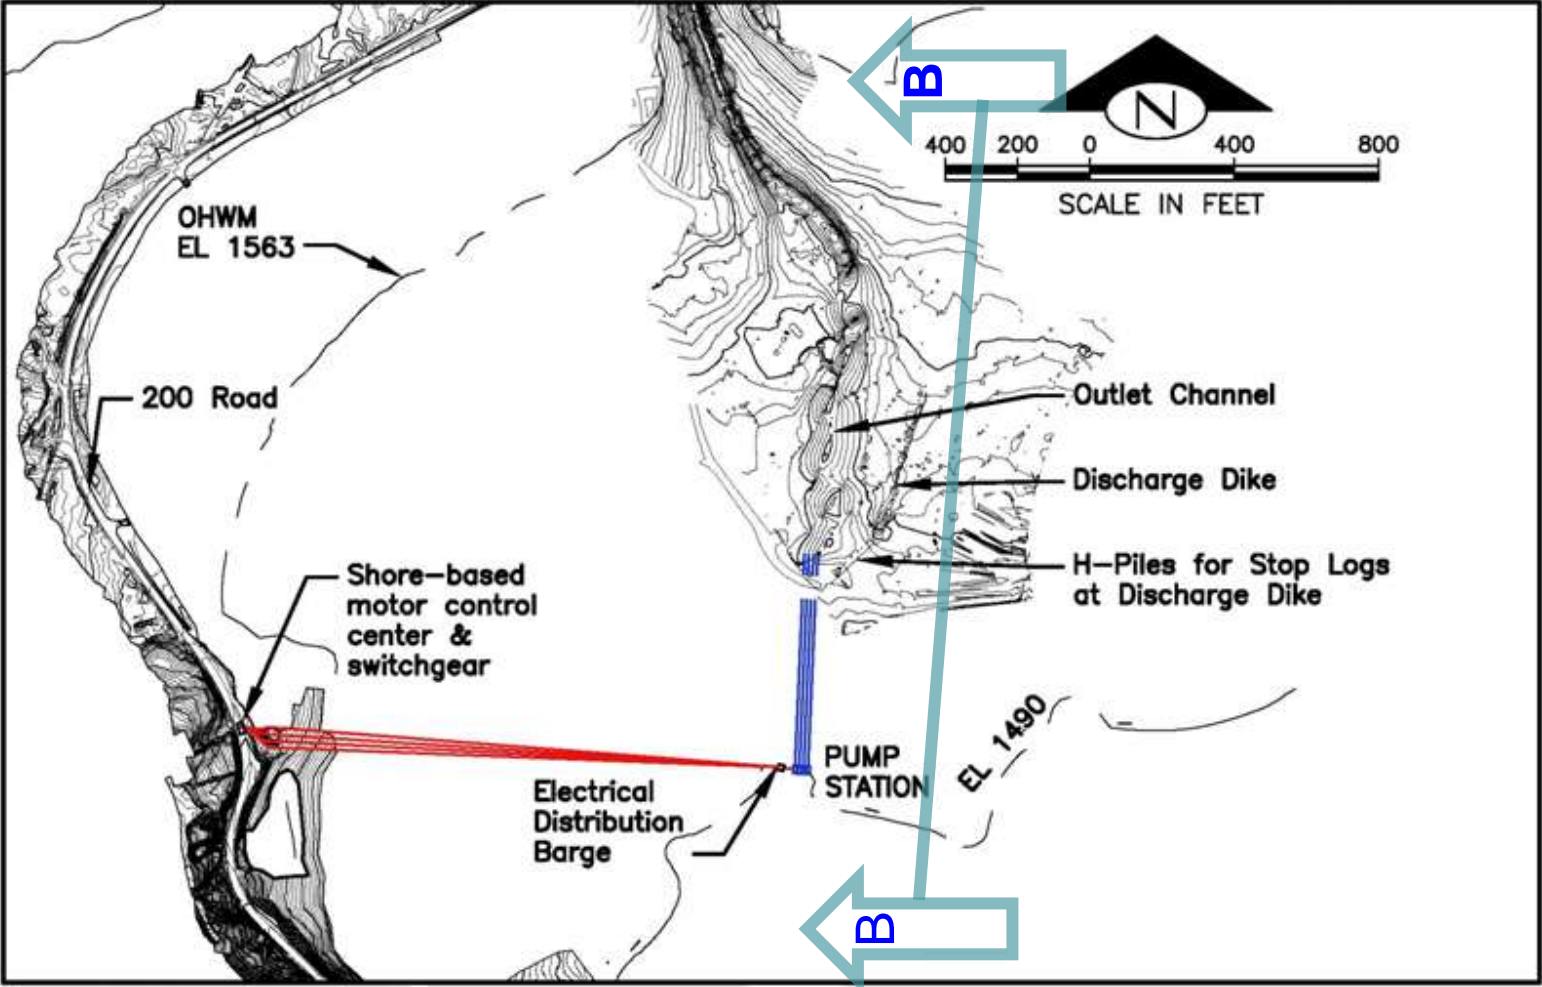 B
N
400 200 0 400 800
SCALE IN FEET
OHWM
EL 1563
200 Road
Outlet Channel
Discharge Dike
H-Piles for Stop Logs
at Discharge Dike
Shore-based
motor control
center &
switchgear
EL 1490
PUMP
STATION
Electrical
Distribution
Barge
B